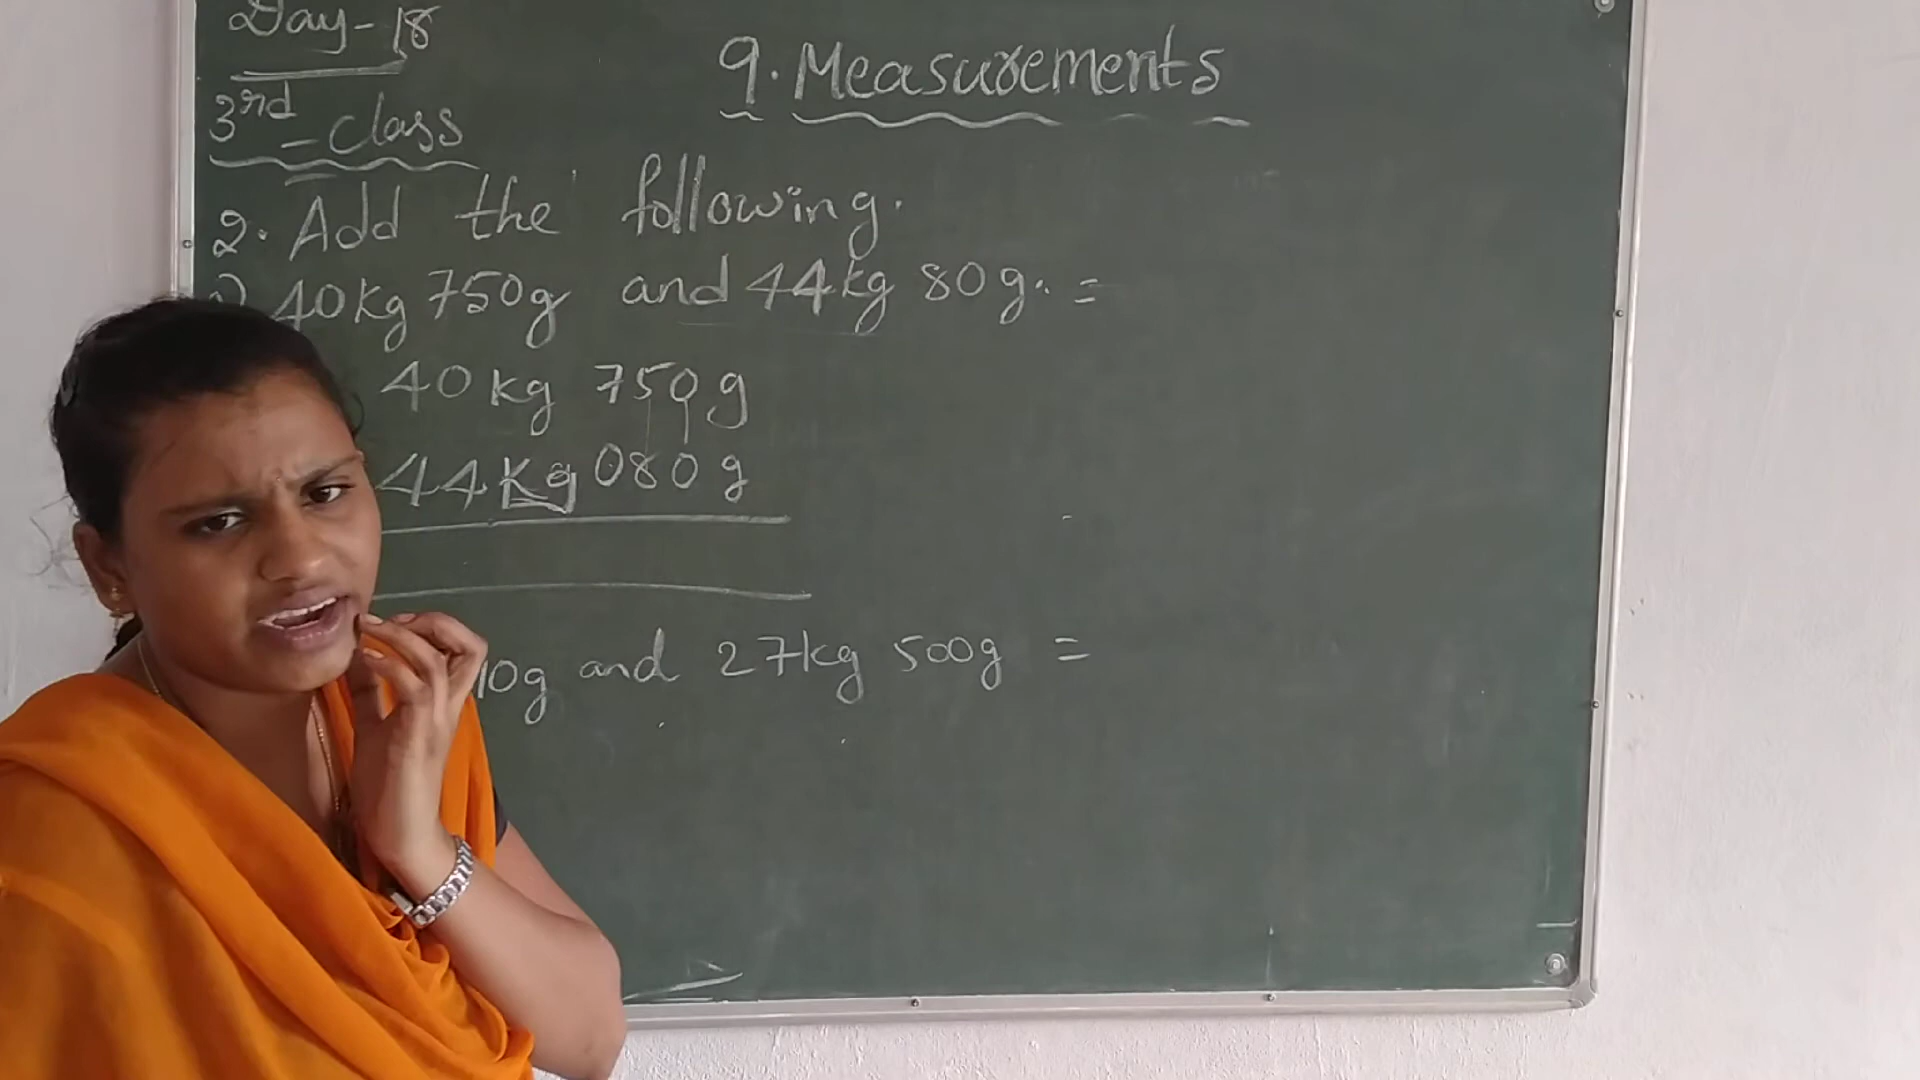 Day-18
9. Measurements
3rd - class
2. Add the following.
40kg 750g and 44kg 80g. =
40kg 750g
44kg 080g
10g and 27kg 500g =